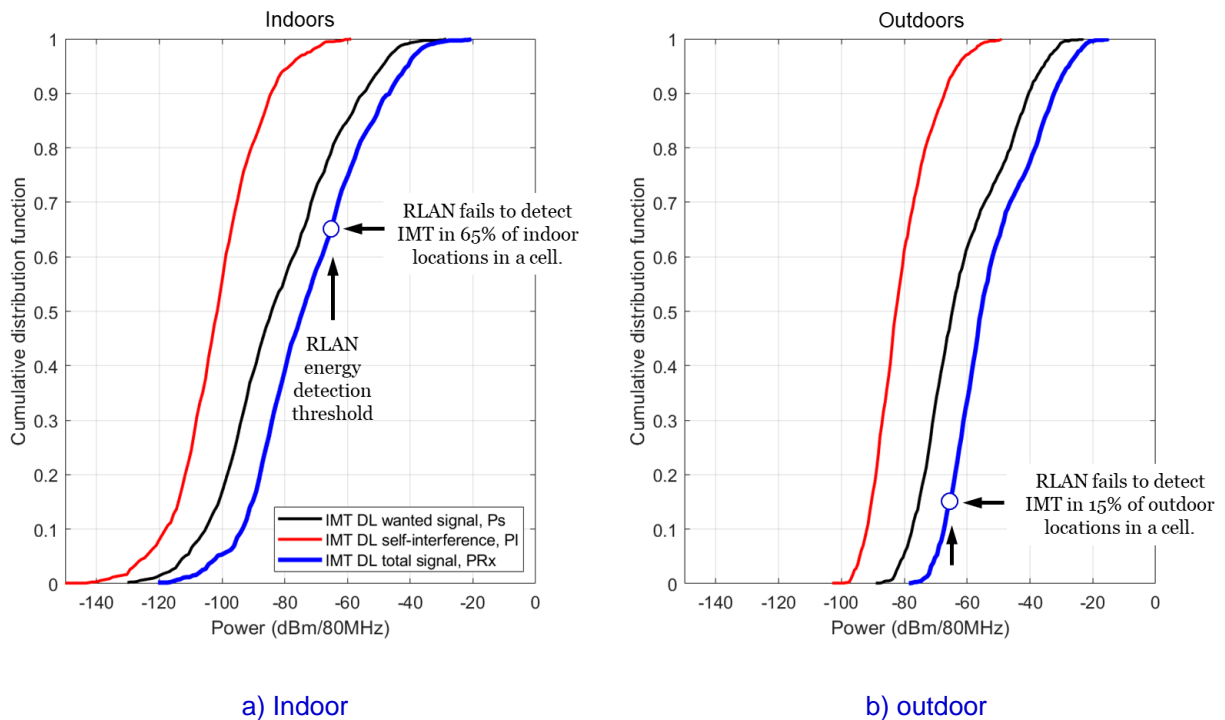 Indoors
1
0.9
0.8
0.7
0.6
0.5
0.4
0.3
0.2
0.1
0
Cumulative distribution function
-140
-120
-100
-80
-60
-40
-20
0
Power (dBm/80MHz)
RLAN fails to detect
IMT in 65% of indoor
locations in a cell.
RLAN
energy
detection
threshold
IMT DL wanted signal, Ps
IMT DL self-interference, PI
IMT DL total signal, PRx
a) Indoor
Outdoors
1
0.9
0.8
0.7
0.6
0.5
0.4
0.3
0.2
0.1
0
Cumulative distribution function
-140
-120
-100
-80
-60
-40
-20
0
Power (dBm/80MHz)
RLAN fails to detect
IMT in 15% of outdoor
locations in a cell.
b) outdoor